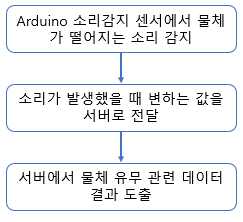 Arduino 소리감지 센서에서 물체
가 떨어지는 소리 감지
소리가 발생했을 때 변하는 값을
서버로 전달
서버에서 물체 유무 관련 데이터
결과 도출